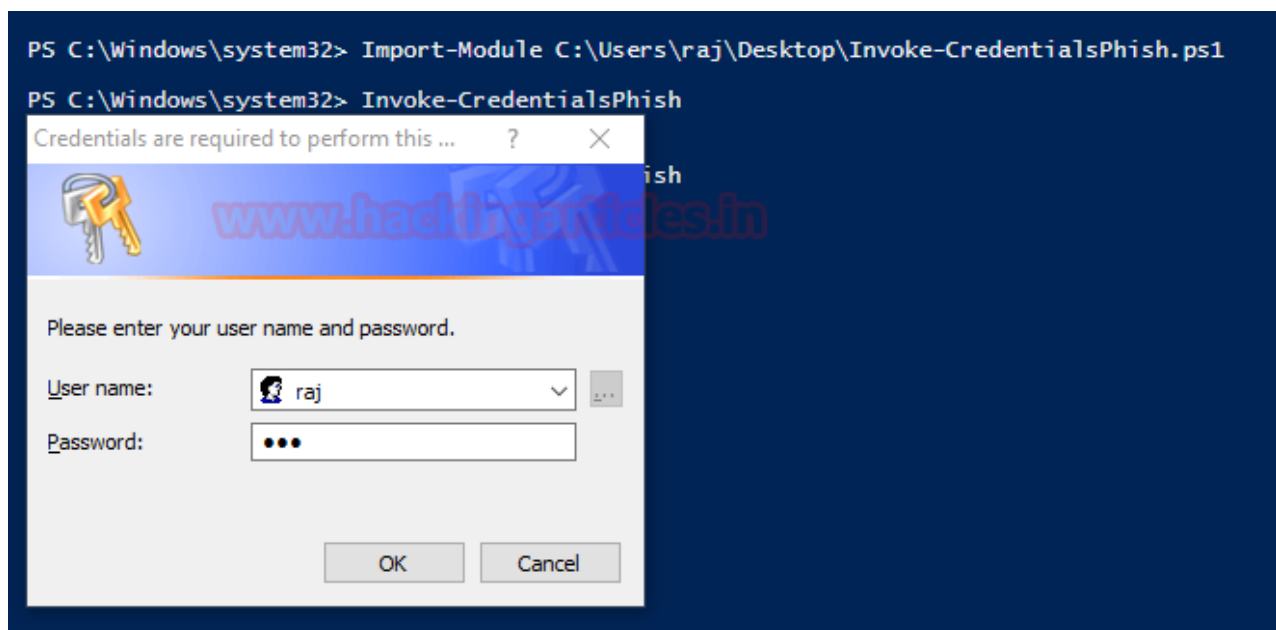 PS C:\Windows\system32> Import-Module C:\Users\raj\Desktop\Invoke-CredentialsPhish.ps1
PS C:\Windows\system32> Invoke-CredentialsPhish
Credentials are required to perform this ... ?
ish
www.hackingarticles.in
Please enter your user name and password.
User name: raj ...
Password: •••
OK Cancel